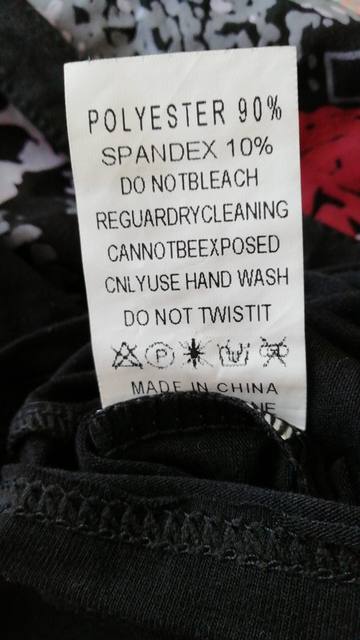 POLYESTER 90%
SPANDEX 10%
DO NOTBLEACH
REGUARDRYCLEANING
CANNOTBEEXPOSED
CNLYUSE HAND WASH
DO NOT TWISTIT
P
MADE IN CHINA